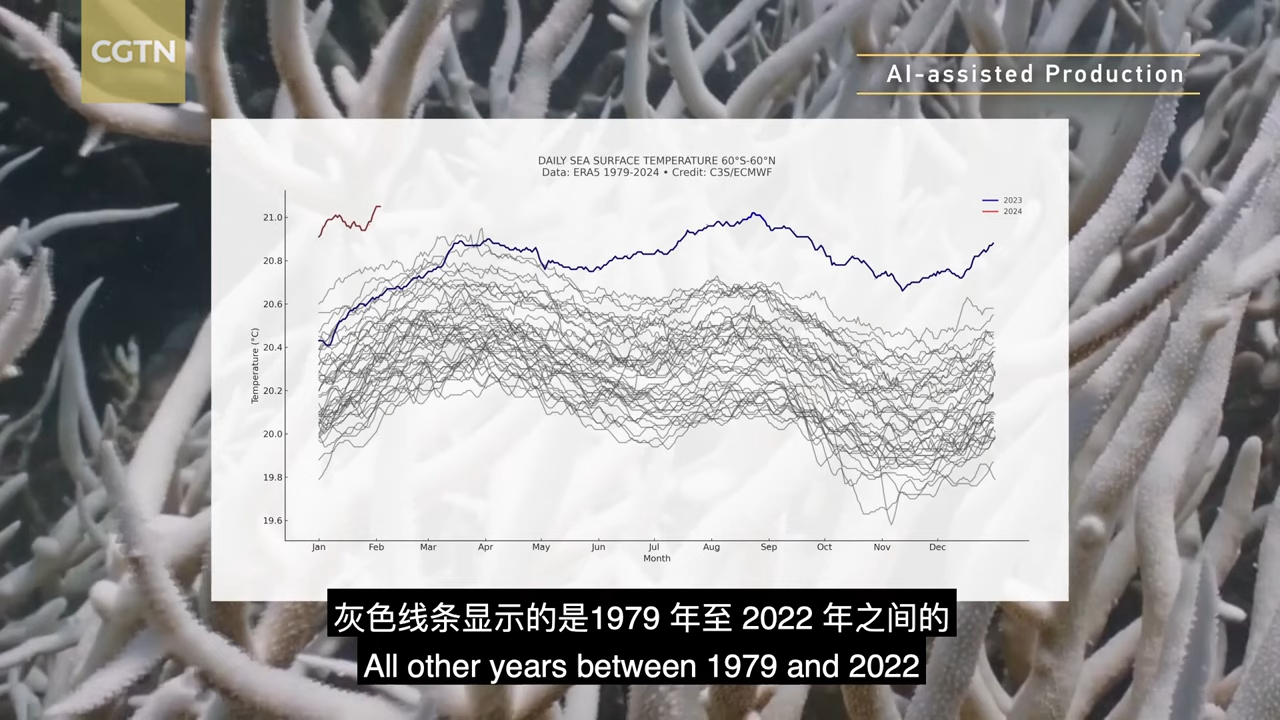 CGTN
AI-assisted Production
DAILY SEA SURFACE TEMPERATURE 60°S-60°N
Data: ERA5 1979-2024 • Credit: C3S/ECMWF
2023
2024
21.0
20.8
20.6
20.4
20.2
20.0
19.8
19.6
Temperature (°C)
Jan Feb Mar Apr May Jun Jul Aug Sep Oct Nov Dec
Month
灰色线条显示的是1979 年至 2022 年之间的
All other years between 1979 and 2022